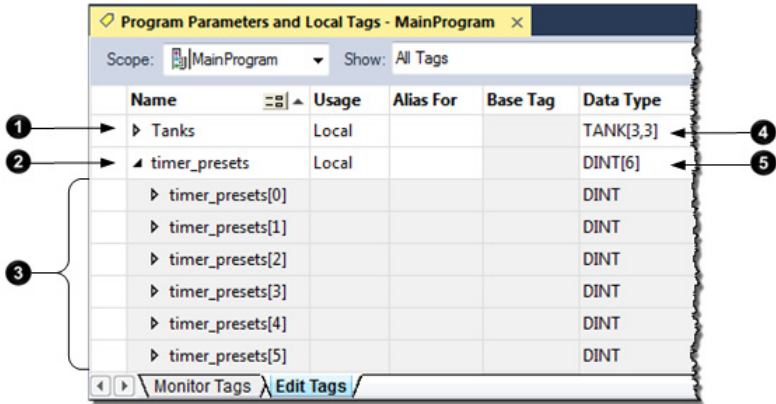 Program Parameters and Local Tags - MainProgram ×
Scope: MainProgram Show: All Tags
Name Usage Alias For Base Tag Data Type
1 Tanks Local TANK[3,3] 4
2 timer_presets Local DINT[6] 5
timer_presets[0] DINT
timer_presets[1] DINT
timer_presets[2] DINT
3 timer_presets[3] DINT
timer_presets[4] DINT
timer_presets[5] DINT
Monitor Tags Edit Tags